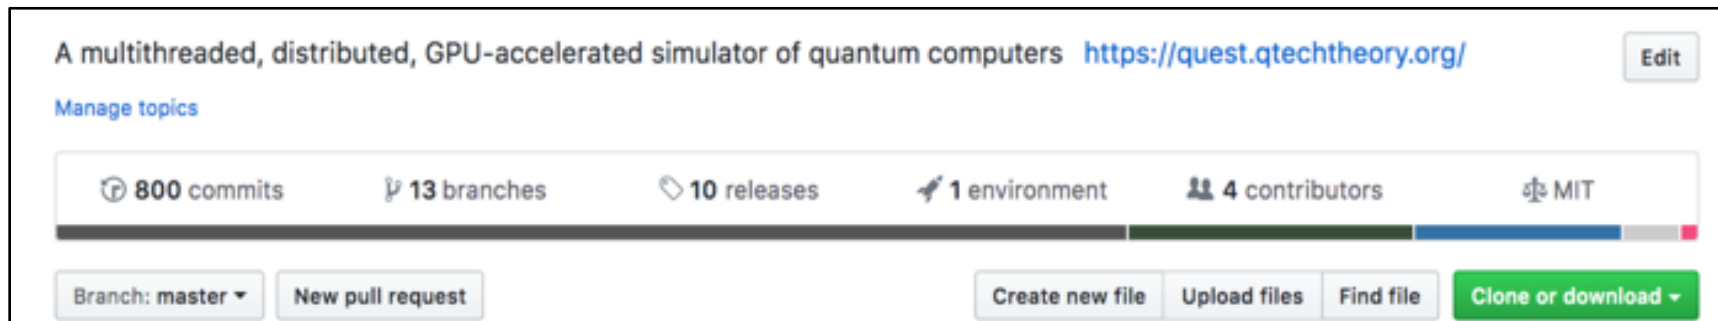 A multithreaded, distributed, GPU-accelerated simulator of quantum computers https://quest.qtechtheory.org/ Edit
Manage topics
800 commits 13 branches 10 releases 1 environment 4 contributors MIT
Branch: master New pull request Create new file Upload files Find file Clone or download